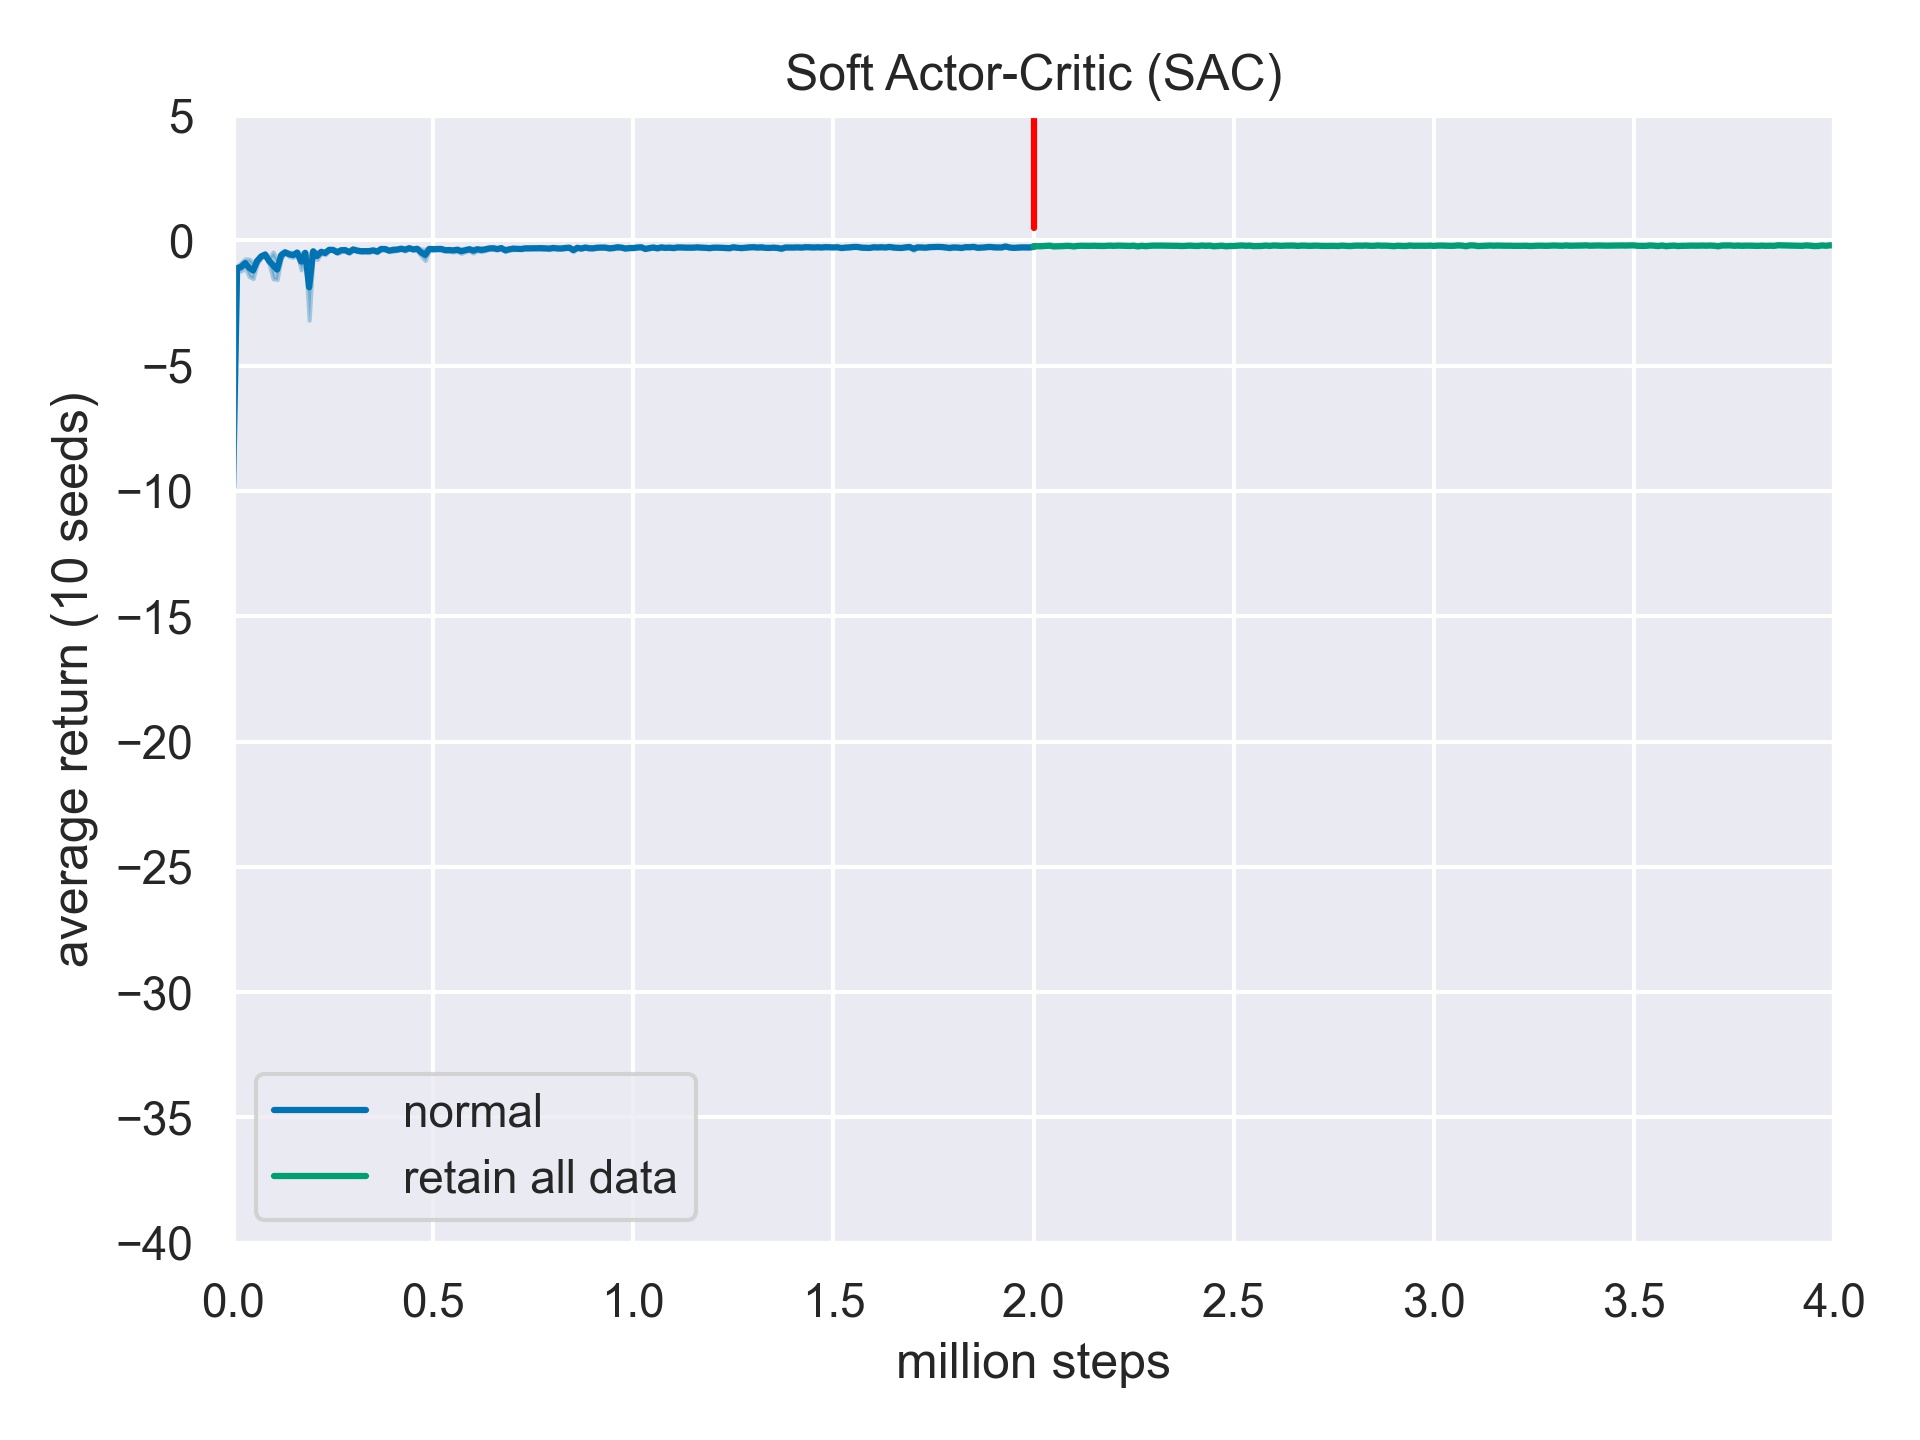 Soft Actor-Critic (SAC)
5
0
−5
−10
−15
−20
−25
−30
−35
−40
average return (10 seeds)
normal
retain all data
0.0 0.5 1.0 1.5 2.0 2.5 3.0 3.5 4.0
million steps